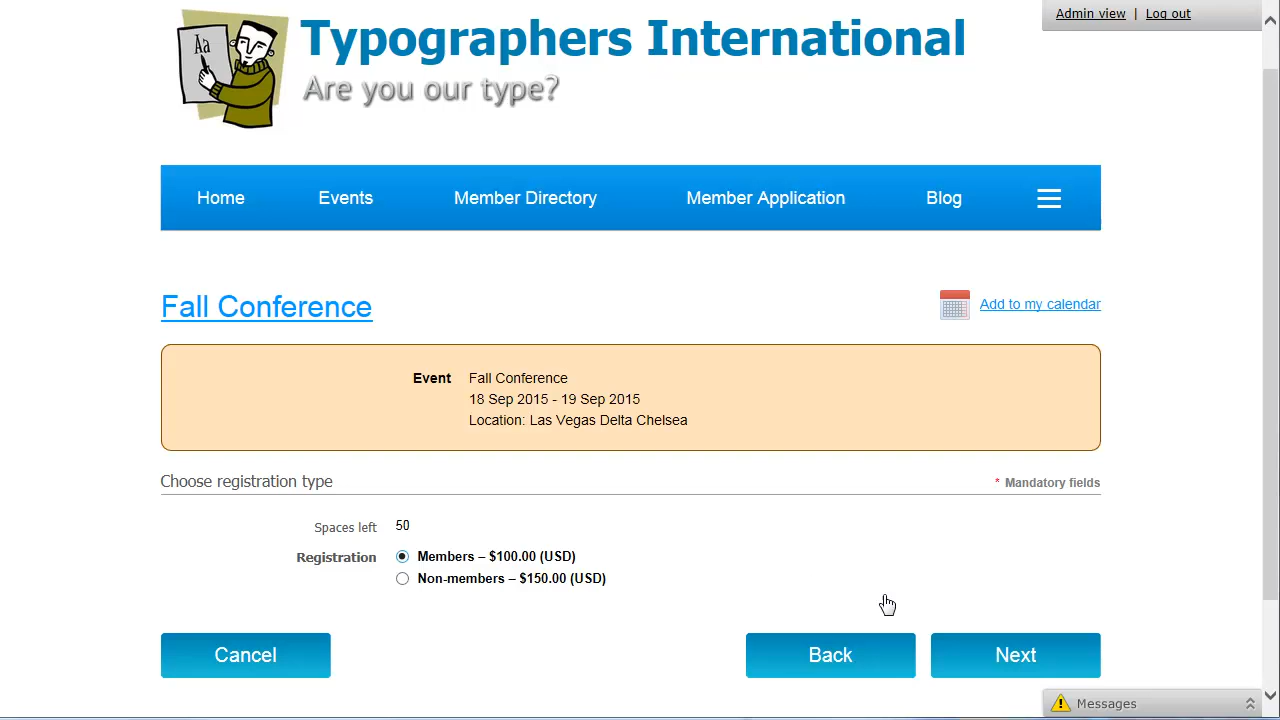 Admin view | Log out
Aa
Typographers International
Are you our type?
Home Events Member Directory Member Application Blog
Fall Conference
Add to my calendar
Event Fall Conference
18 Sep 2015 - 19 Sep 2015
Location: Las Vegas Delta Chelsea
Choose registration type
* Mandatory fields
Spaces left 50
Registration Members – $100.00 (USD)
Non-members – $150.00 (USD)
Cancel Back Next
Messages